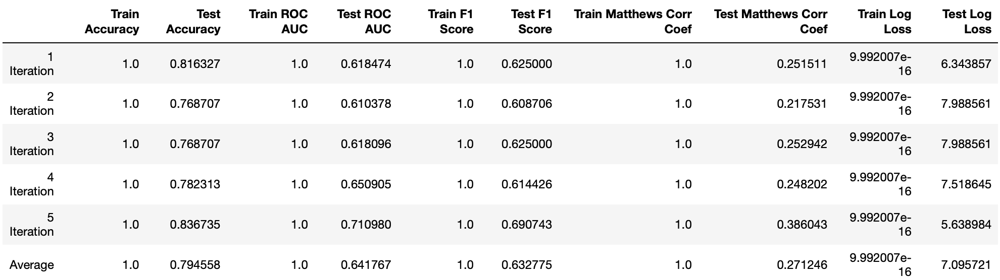 Train Accuracy Test Accuracy Train ROC AUC Test ROC AUC Train F1 Score Test F1 Score Train Matthews Corr Coef Test Matthews Corr Coef Train Log Loss Test Log Loss
1 Iteration 1.0 0.816327 1.0 0.618474 1.0 0.625000 1.0 0.251511 9.992007e-16 6.343857
2 Iteration 1.0 0.768707 1.0 0.610378 1.0 0.608706 1.0 0.217531 9.992007e-16 7.988561
3 Iteration 1.0 0.768707 1.0 0.618096 1.0 0.625000 1.0 0.252942 9.992007e-16 7.988561
4 Iteration 1.0 0.782313 1.0 0.650905 1.0 0.614426 1.0 0.248202 9.992007e-16 7.518645
5 Iteration 1.0 0.836735 1.0 0.710980 1.0 0.690743 1.0 0.386043 9.992007e-16 5.638984
Average 1.0 0.794558 1.0 0.641767 1.0 0.632775 1.0 0.271246 9.992007e-16 7.095721